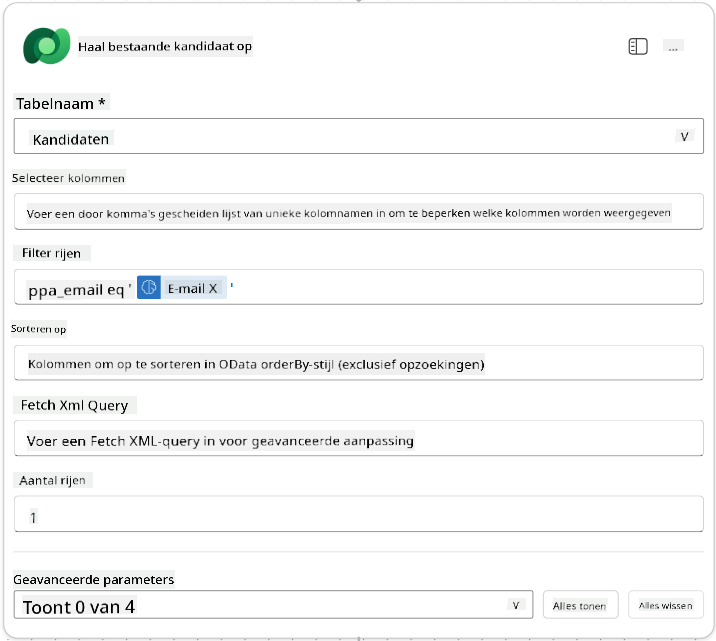 Haal bestaande kandidaat op
...
Tabelnaam *
Kandidaten
V
Selecteer kolommen
Voer een door komma's gescheiden lijst van unieke kolomnamen in om te beperken welke kolommen worden weergegeven
Filter rijen
ppa_email eq ' E-mail X '
Sorteren op
Kolommen om op te sorteren in OData orderBy-stijl (exclusief opzoekingen)
Fetch Xml Query
Voer een Fetch XML-query in voor geavanceerde aanpassing
Aantal rijen
1
Geavanceerde parameters
Toont 0 van 4 V Alles tonen Alles wissen